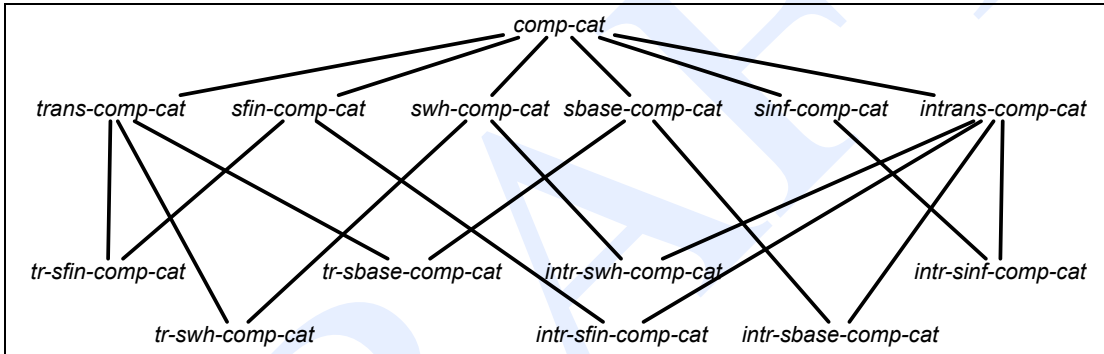 comp-cat
trans-comp-cat sfin-comp-cat swh-comp-cat sbase-comp-cat sinf-comp-cat intrans-comp-cat
tr-sfin-comp-cat tr-sbase-comp-cat intr-swh-comp-cat intr-sinf-comp-cat
tr-swh-comp-cat intr-sfin-comp-cat intr-sbase-comp-cat